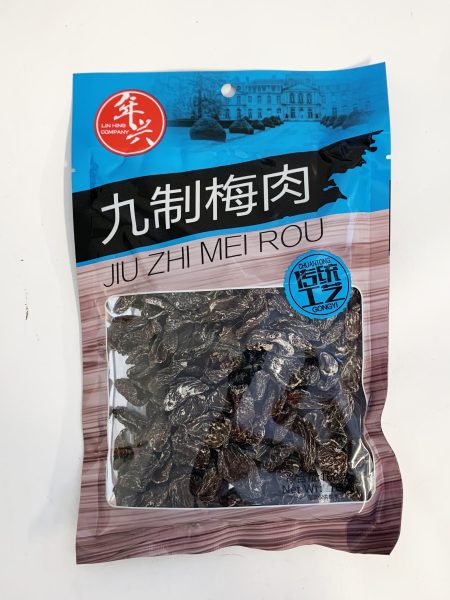 年兴
LIN HING
COMPANY
九制梅肉
JIU ZHI MEI ROU
CHUANTONG
传统
工艺
GONGYI
Net W